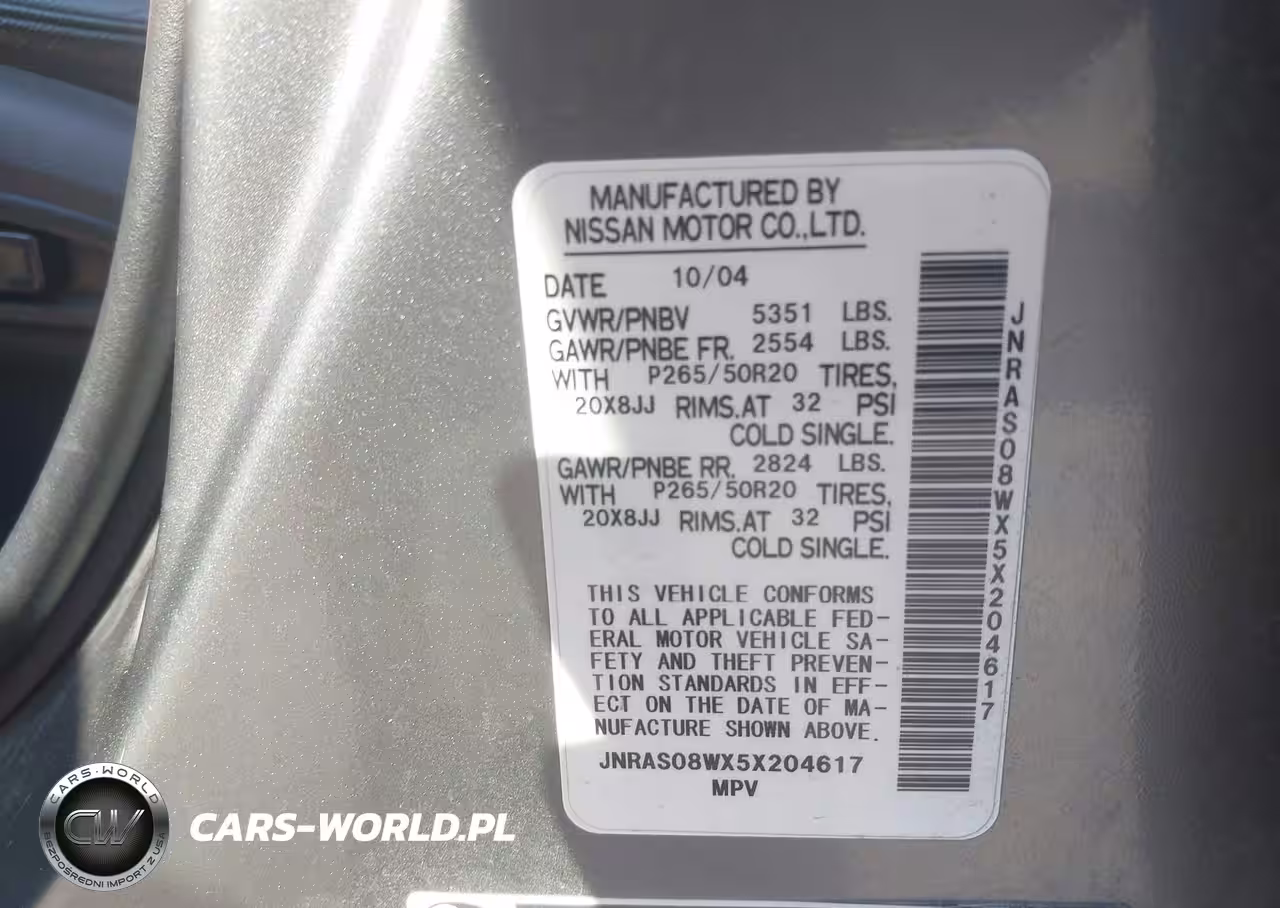 MANUFACTURED BY
NISSAN MOTOR CO.,LTD.
DATE 10/04
GVWR/PNBV 5351 LBS.
GAWR/PNBE FR. 2554 LBS.
WITH P265/50R20 TIRES,
20X8JJ RIMS.AT 32 PSI
COLD SINGLE.
GAWR/PNBE RR. 2824 LBS.
WITH P265/50R20 TIRES,
20X8JJ RIMS.AT 32 PSI
COLD SINGLE.
THIS VEHICLE CONFORMS
TO ALL APPLICABLE FED-
ERAL MOTOR VEHICLE SA-
FETY AND THEFT PREVEN-
TION STANDARDS IN EFF-
ECT ON THE DATE OF MA-
NUFACTURE SHOWN ABOVE.
JNRAS08WX5X204617
MPV
JNRAS08WX5X204617
CARS-WORLD
CW
BEZPOŚREDNI IMPORT Z USA
CARS-WORLD.PL